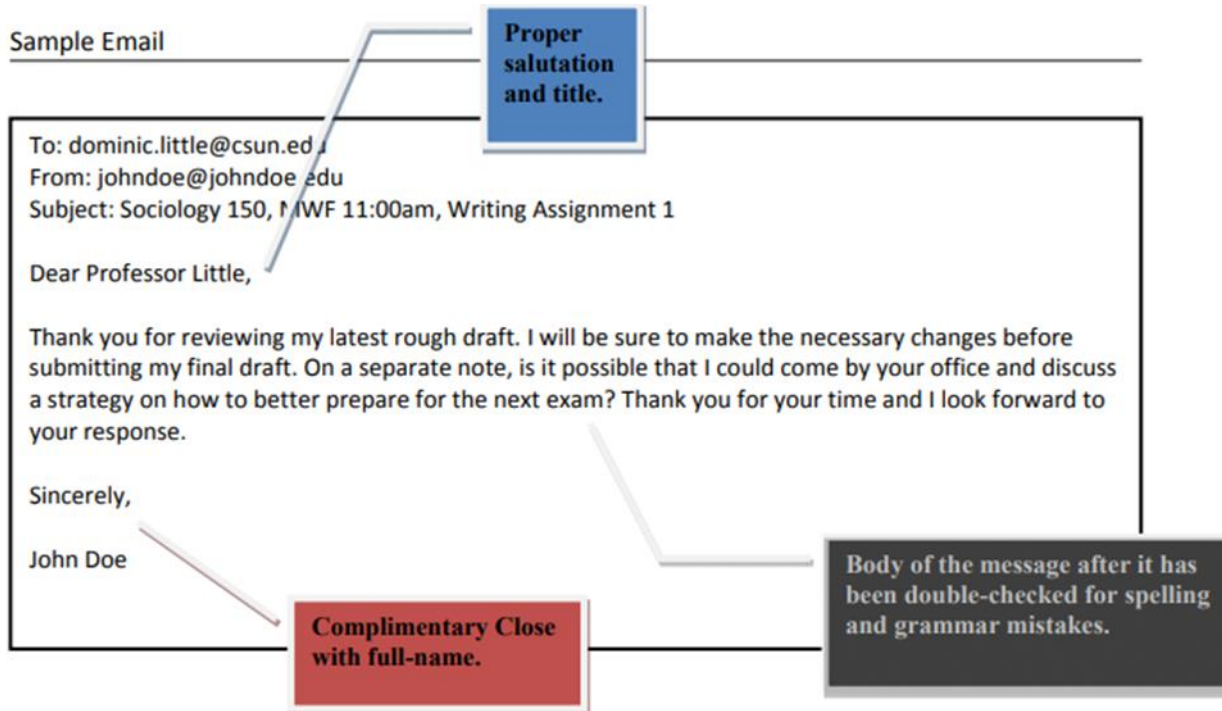 Sample Email
Proper
salutation
and title.
To: dominic.little@csun.edu
From: johndoe@johndoe.edu
Subject: Sociology 150, MWF 11:00am, Writing Assignment 1
Dear Professor Little,
Thank you for reviewing my latest rough draft. I will be sure to make the necessary changes before
submitting my final draft. On a separate note, is it possible that I could come by your office and discuss
a strategy on how to better prepare for the next exam? Thank you for your time and I look forward to
your response.
Sincerely,
John Doe
Body of the message after it has
been double-checked for spelling
and grammar mistakes.
Complimentary Close
with full-name.